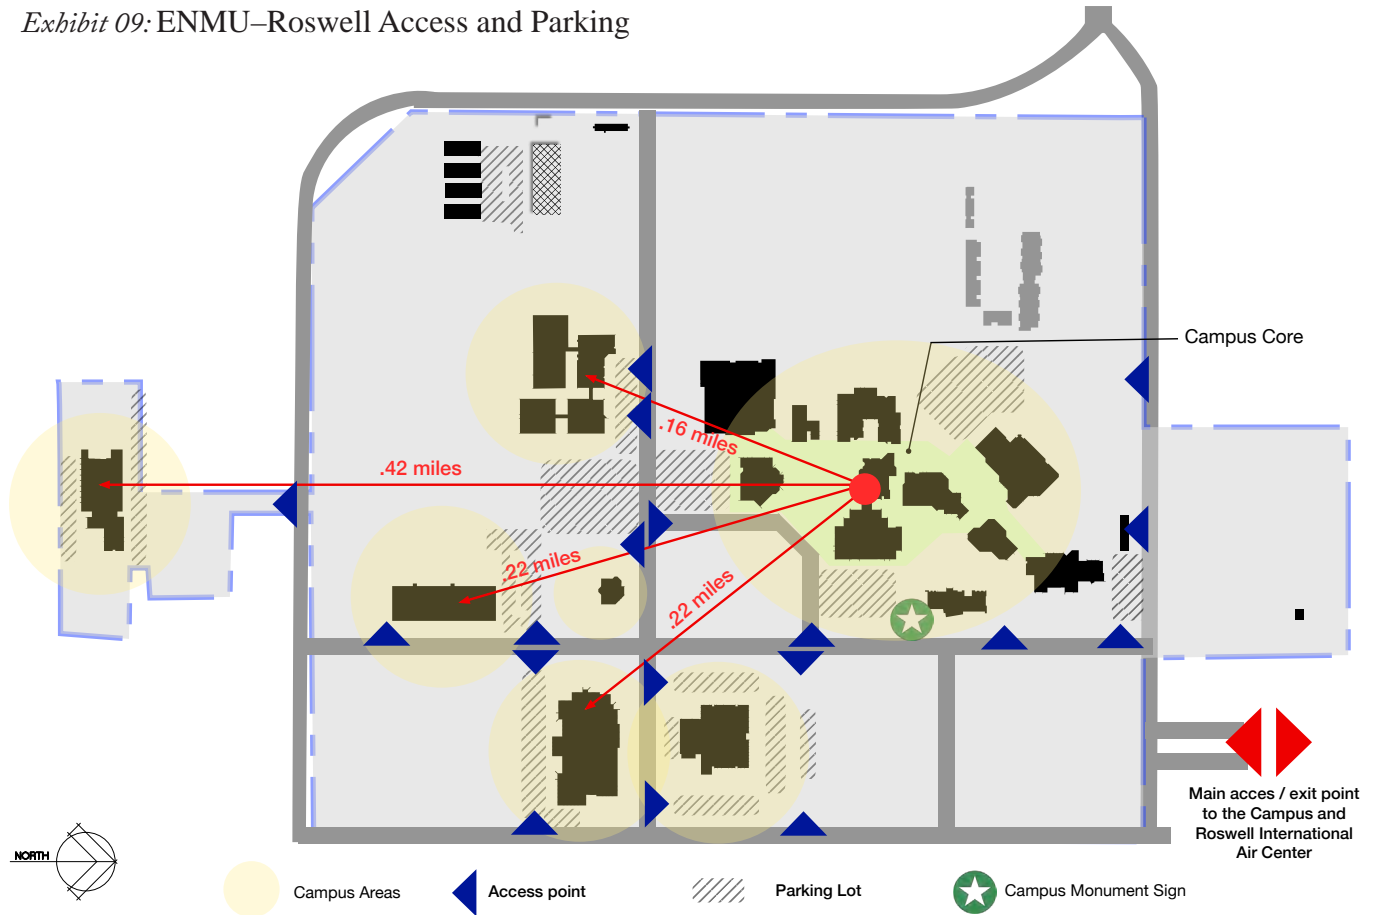 Exhibit 09: ENMU–Roswell Access and Parking
Campus Core
.16 miles
.42 miles
.22 miles
.22 miles
Main acces / exit point
to the Campus and
Roswell International
Air Center
NORTH
Campus Areas
Access point
Parking Lot
Campus Monument Sign